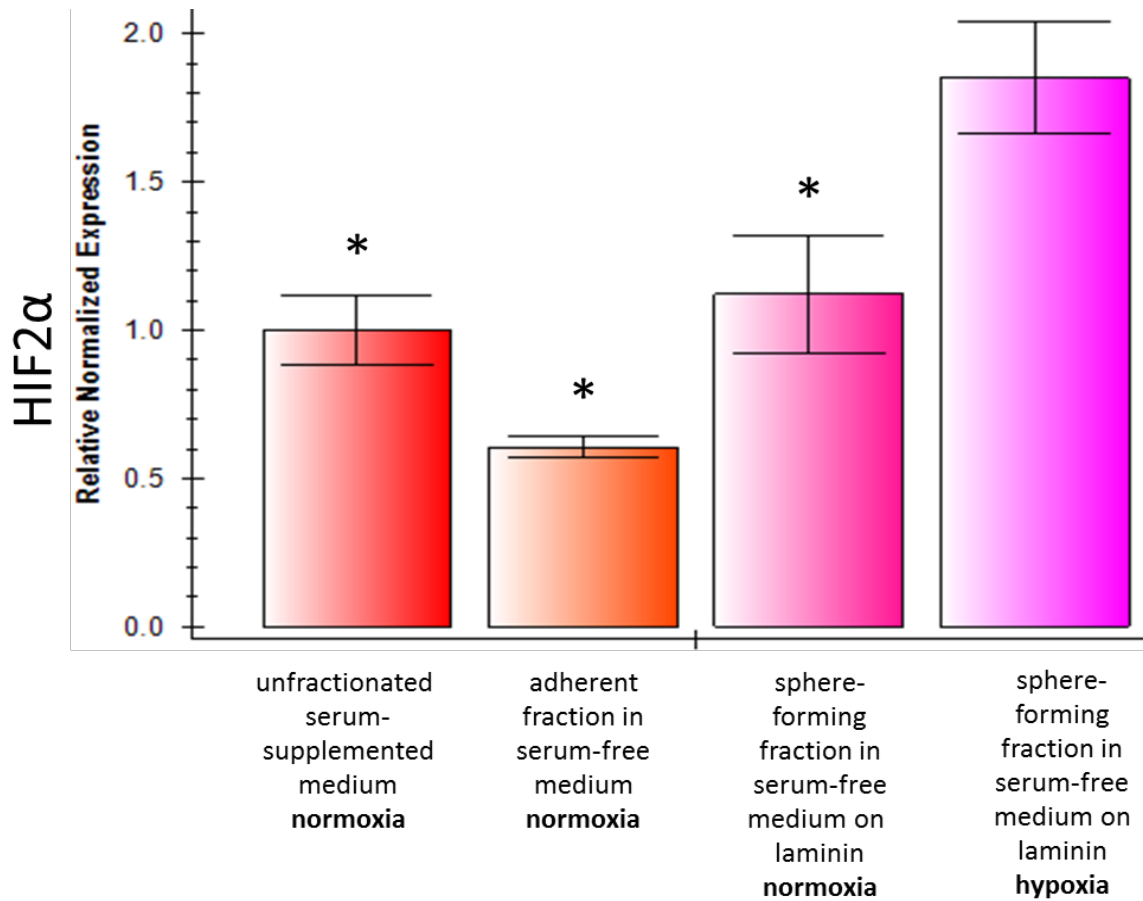 HIF2α
Relative Normalized Expression
2.0
1.5
1.0
0.5
0.0
*
*
*
unfractionated
serum-
supplemented
medium
normoxia
adherent
fraction in
serum-free
medium
normoxia
sphere-
forming
fraction in
serum-free
medium on
laminin
normoxia
sphere-
forming
fraction in
serum-free
medium on
laminin
hypoxia